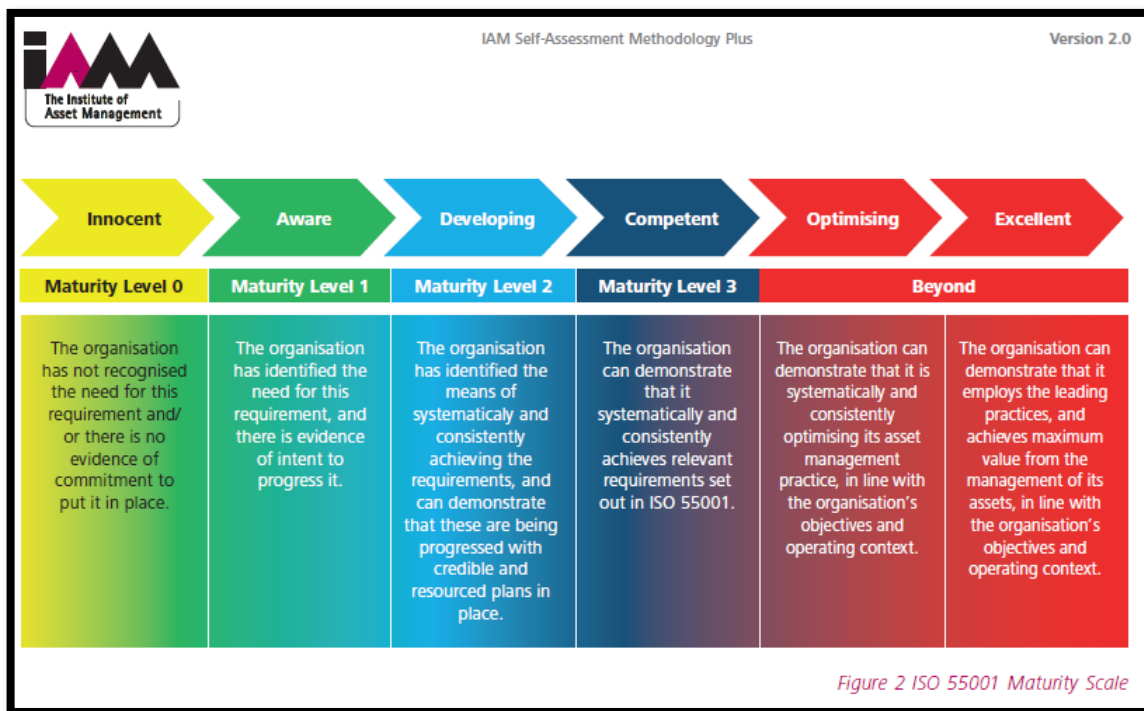 IAM Self-Assessment Methodology Plus
Version 2.0
iAM
The Institute of
Asset Management
Innocent
Aware
Developing
Competent
Optimising
Excellent
Maturity Level 0
Maturity Level 1
Maturity Level 2
Maturity Level 3
Beyond
The organisation
has not recognised
the need for this
requirement and/
or there is no
evidence of
commitment to
put it in place.
The organisation
has identified the
need for this
requirement, and
there is evidence
of intent to
progress it.
The organisation
has identified the
means of
systematicaly and
consistently
achieving the
requirements, and
can demonstrate
that these are being
progressed with
credible and
resourced plans in
place.
The organisation
can demonstrate
that it
systematically and
consistently
achieves relevant
requirements set
out in ISO 55001.
The organisation can
demonstrate that it is
systematically and
consistently
optimising its asset
management
practice, in line with
the organisation's
objectives and
operating context.
The organisation can
demonstrate that it
employs the leading
practices, and
achieves maximum
value from the
management of its
assets, in line with
the organisation's
objectives and
operating context.
Figure 2 ISO 55001 Maturity Scale